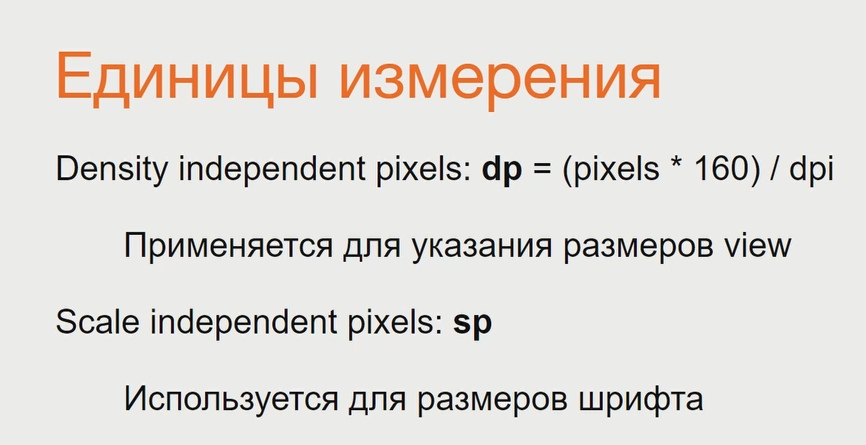 Единицы измерения
Density independent pixels: dp = (pixels * 160) / dpi
Применяется для указания размеров view
Scale independent pixels: sp
Используется для размеров шрифта